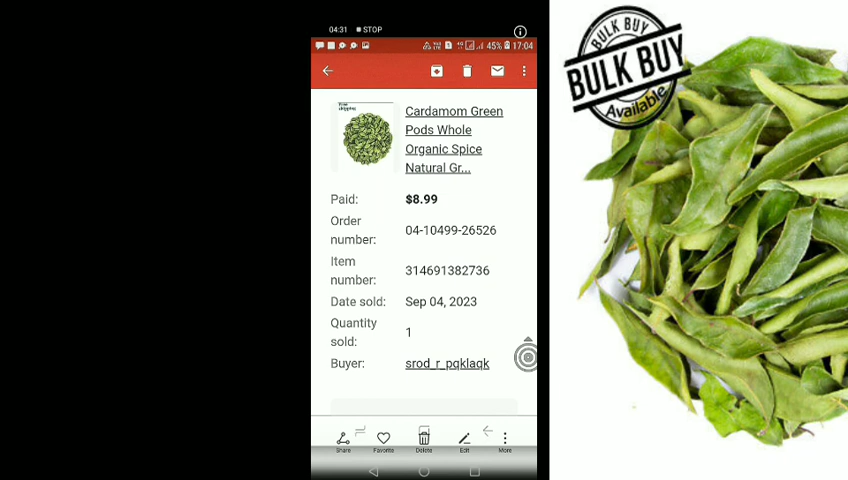 04:31 STOP
45% 17:04
Free
shipping
Cardamom Green
Pods Whole
Organic Spice
Natural Gr...
Paid: $8.99
Order
number: 04-10499-26526
Item
number: 314691382736
Date sold: Sep 04, 2023
Quantity
sold: 1
Buyer: srod_r_pqklaqk
Share Favorite Delete Edit More
BULK BUY
BULK BUY
Available